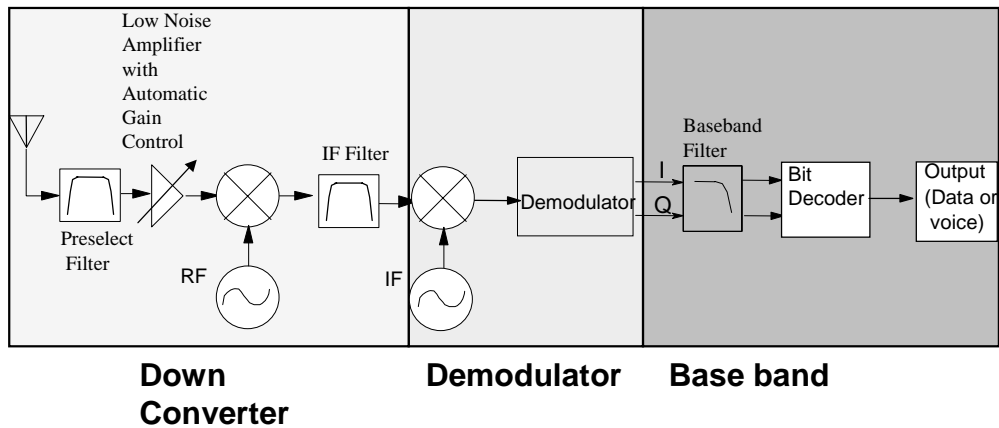 Low Noise
Amplifier
with
Automatic
Gain
Control
Preselect
Filter
RF
IF Filter
IF
Demodulator
I
Q
Baseband
Filter
Bit
Decoder
Output
(Data or
voice)
Down
Converter
Demodulator
Base band